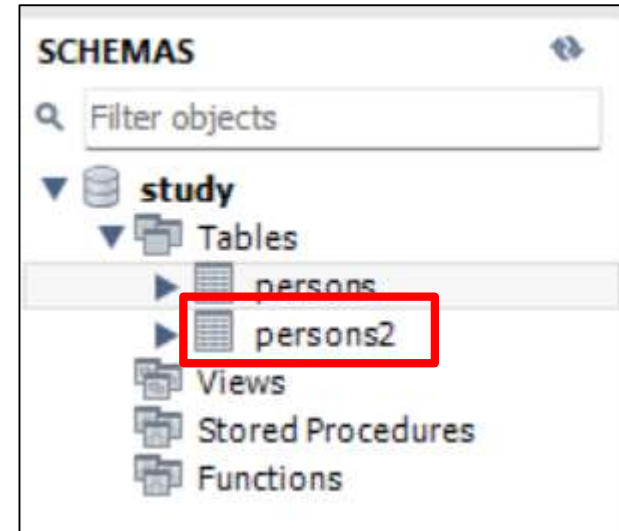 SCHEMAS
Filter objects
study
Tables
persons
persons2
Views
Stored Procedures
Functions